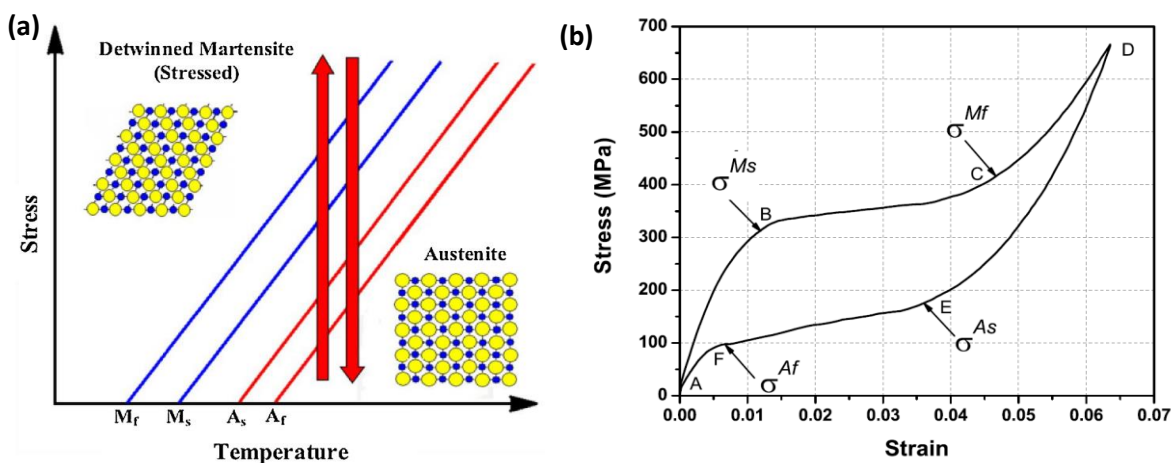 (a)
Detwinned Martensite
(Stressed)
Austenite
Stress
Mf Ms As Af
Temperature
(b)
700
600
500
400
300
200
100
0
Stress (MPa)
D
σMf
C
σMs
B
E
σAs
F
A
σAf
0.00 0.01 0.02 0.03 0.04 0.05 0.06 0.07
Strain